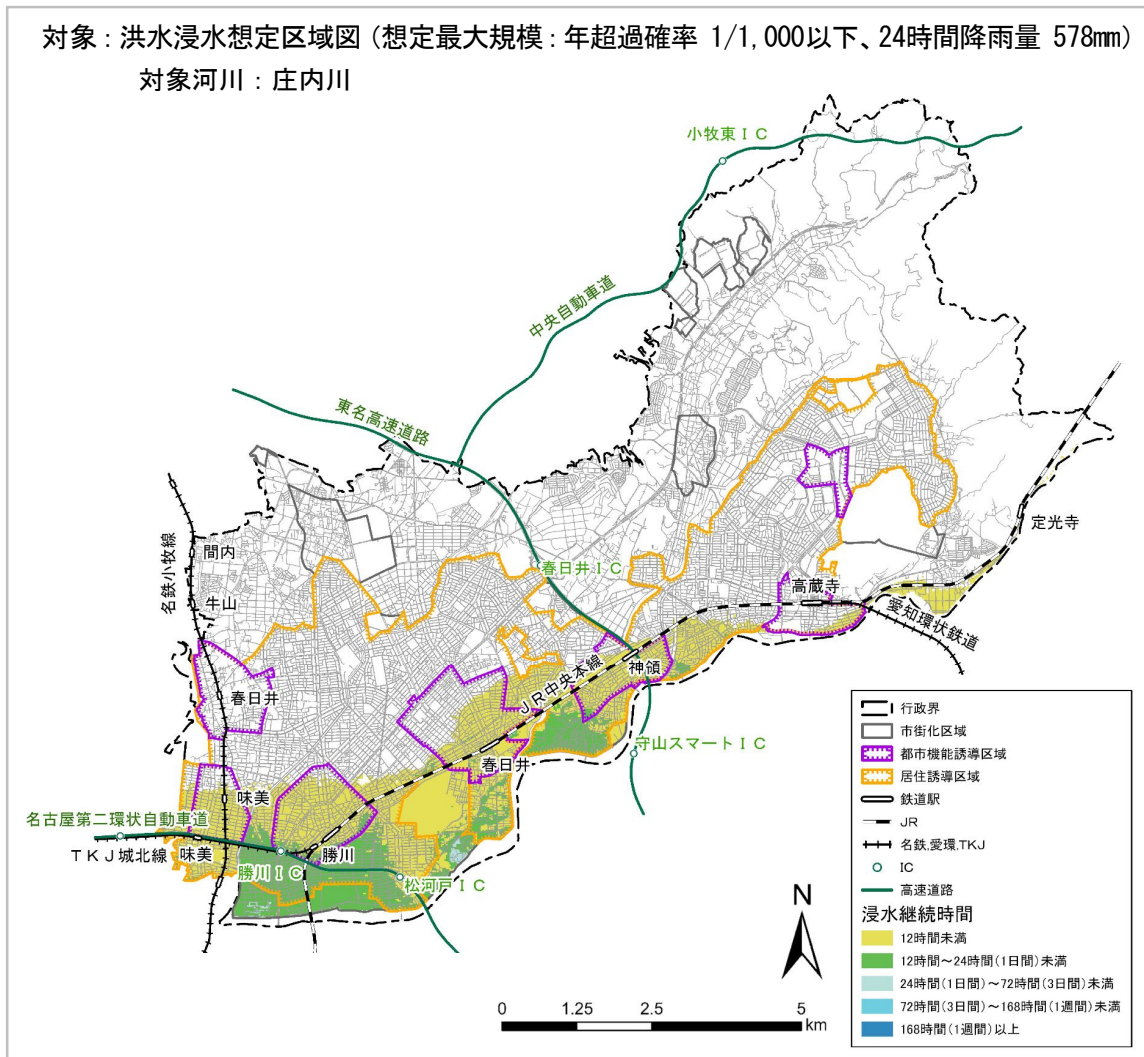 対象：洪水浸水想定区域図（想定最大規模：年超過確率 1/1,000以下、24時間降雨量 578mm）
対象河川：庄内川
小牧東ＩＣ
中央自動車道
東名高速道路
名鉄小牧線
間内
牛山
春日井ＩＣ
定光寺
高蔵寺
愛知環状鉄道
神領
ＪＲ中央本線
春日井
春日井
守山スマートＩＣ
味美
名古屋第二環状自動車道
ＴＫＪ城北線
味美
勝川
勝川ＩＣ
松河戸ＩＣ
行政界
市街化区域
都市機能誘導区域
居住誘導区域
鉄道駅
JR
名鉄,愛環,TKJ
IC
高速道路
浸水継続時間
12時間未満
12時間～24時間(1日間)未満
24時間(1日間)～72時間(3日間)未満
72時間(3日間)～168時間(1週間)未満
168時間(1週間)以上
N
0 1.25 2.5 5
km